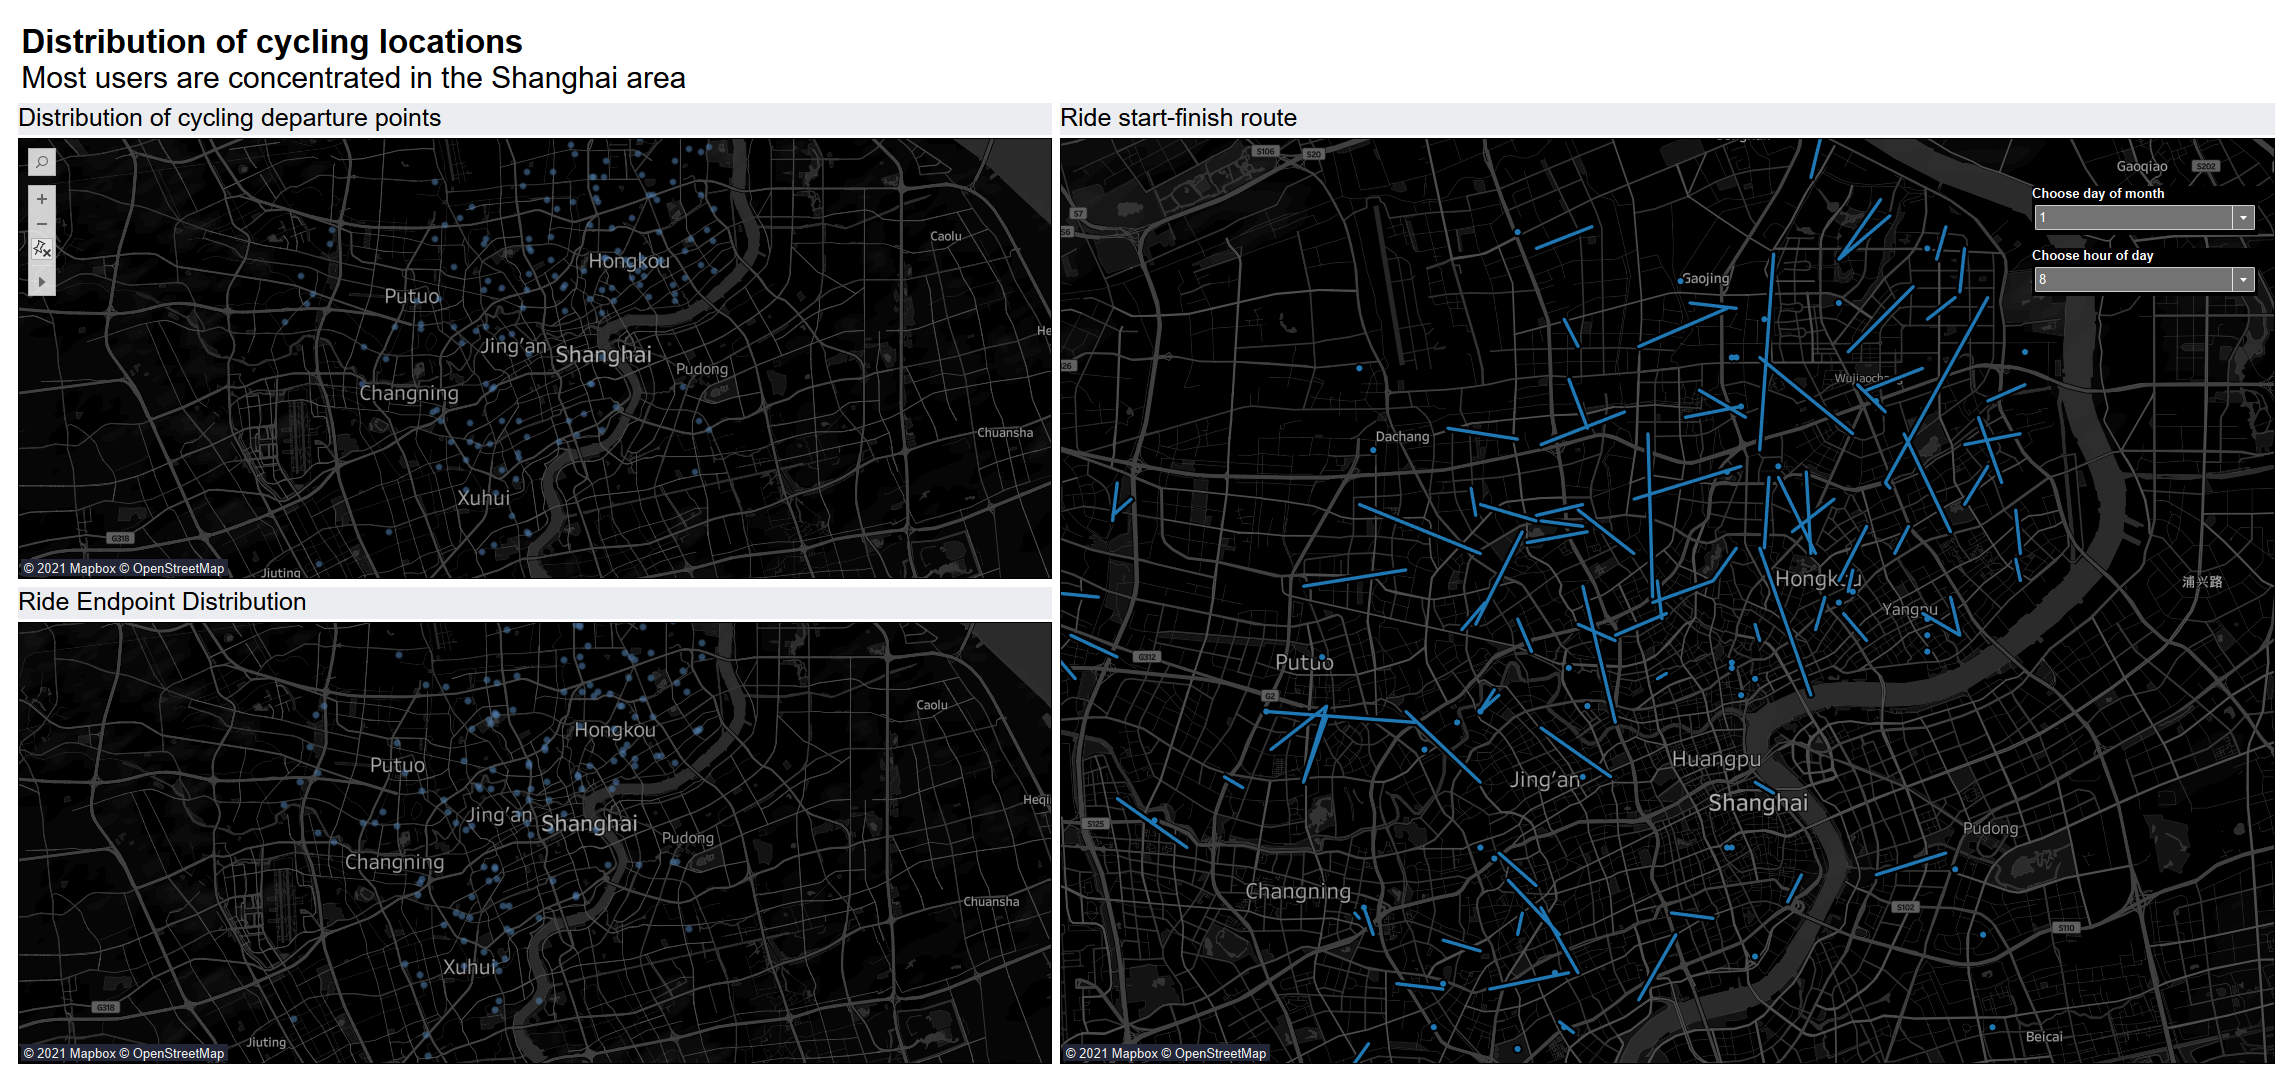 Distribution of cycling locations
Most users are concentrated in the Shanghai area
Distribution of cycling departure points
Caolu
Hongkou
Putuo
Jing'an
Shanghai
Pudong
Changning
Chuansha
Xuhui
G318
Jiuting
© 2021 Mapbox © OpenStreetMap
Ride Endpoint Distribution
Caolu
Hongkou
Putuo
Jing'an
Shanghai
Pudong
Changning
Chuansha
Xuhui
G318
Jiuting
© 2021 Mapbox © OpenStreetMap
Ride start-finish route
S106
S20
Gaoqiao
S202
Choose day of month
1
S7
S6
Choose hour of day
8
Gaojing
26
Dachang
Hongkou
浦兴路
Yangpu
G312
Putuo
G2
Huangpu
Jing'an
Shanghai
S125
Pudong
Changning
S102
S110
Beicai
© 2021 Mapbox © OpenStreetMap